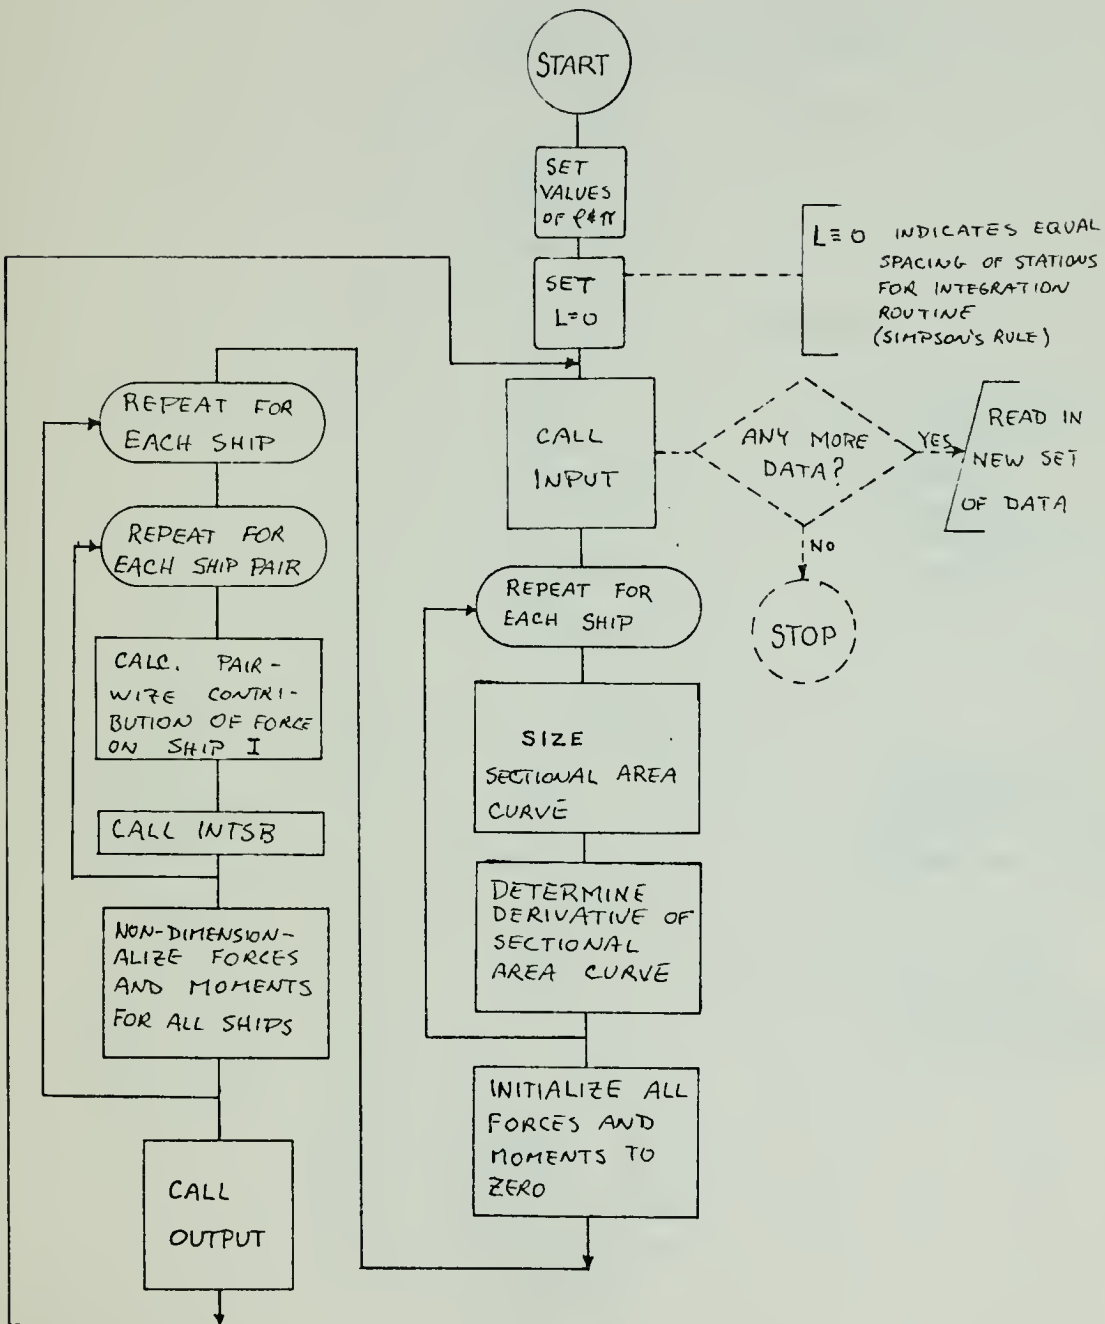 START
SET
VALUES
OF ρ & π
SET
L=0
L≡0 INDICATES EQUAL
SPACING OF STATIONS
FOR INTEGRATION
ROUTINE
(SIMPSON'S RULE)
CALL
INPUT
ANY MORE
DATA?
YES
READ IN
NEW SET
OF DATA
NO
STOP
REPEAT FOR
EACH SHIP
SIZE
SECTIONAL AREA
CURVE
DETERMINE
DERIVATIVE OF
SECTIONAL
AREA CURVE
INITIALIZE ALL
FORCES AND
MOMENTS TO
ZERO
REPEAT FOR
EACH SHIP
REPEAT FOR
EACH SHIP PAIR
CALC. PAIR-
WIZE CONTRI-
BUTION OF FORCE
ON SHIP I
CALL INTSB
NON-DIMENSION-
ALIZE FORCES
AND MOMENTS
FOR ALL SHIPS
CALL
OUTPUT